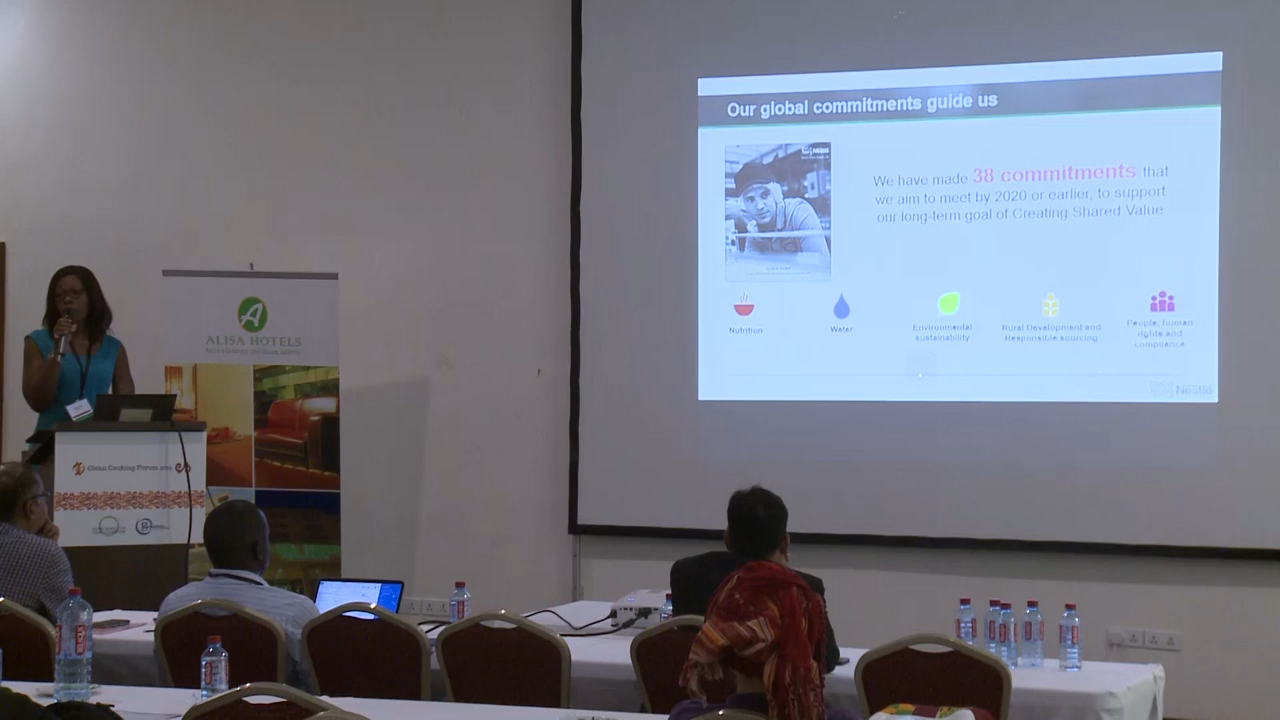 Our global commitments guide us
We have made 38 commitments that
we aim to meet by 2020 or earlier, to support
our long-term goal of Creating Shared Value
Nutrition
Water
Environmental
sustainability
Rural Development and
Responsible sourcing
People, human
rights and
compliance
Nestlé
ALISA HOTELS
Clean Cooking Forum